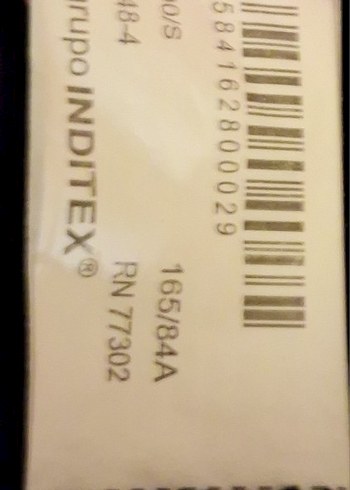 584162800029
0/S 165/84A
48-4 RN 77302
rupo INDITEX®